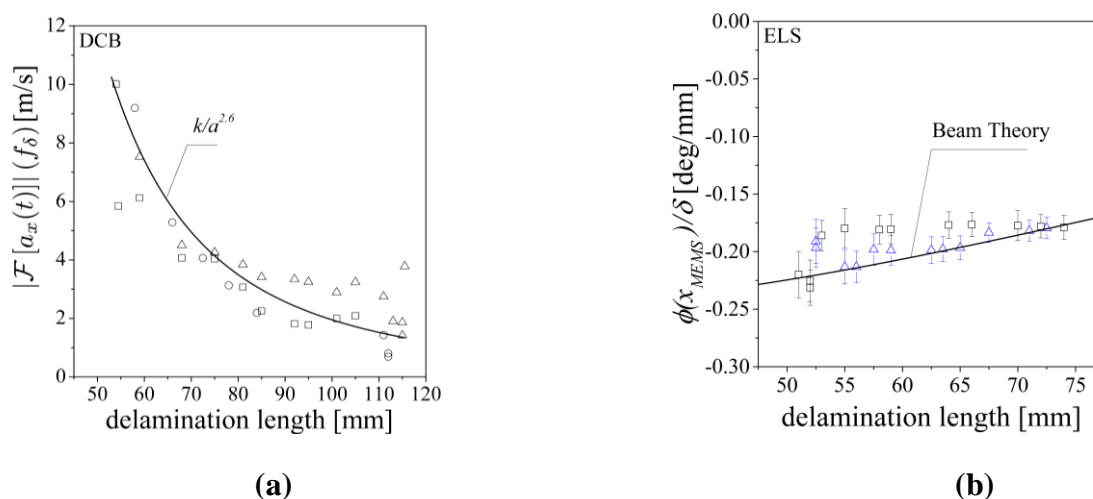 DCB
|ℱ[a_x(t)]|(f_δ) [m/s]
12
10
8
6
4
2
0
k/a^2.6
50 60 70 80 90 100 110 120
delamination length [mm]
(a)
ELS
ϕ(x_MEMS)/δ [deg/mm]
0.00
-0.05
-0.10
-0.15
-0.20
-0.25
-0.30
Beam Theory
50 55 60 65 70 75
delamination length [mm]
(b)